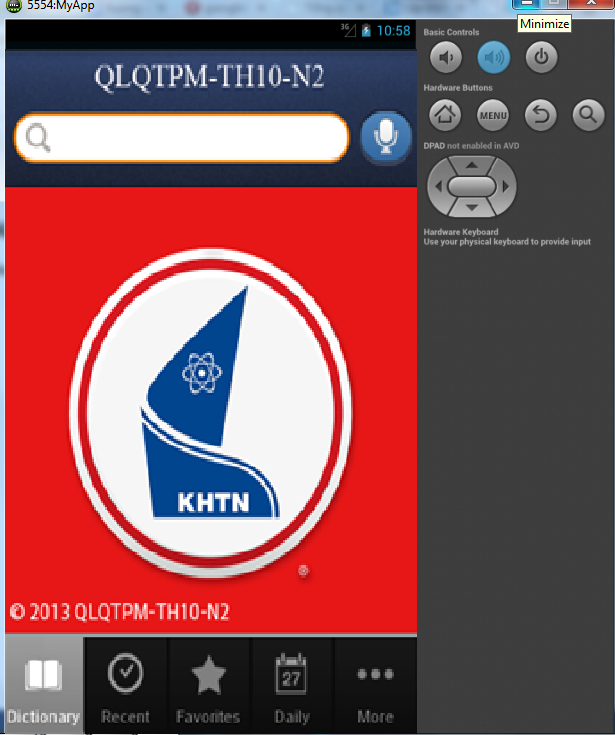 5554:MyApp
Minimize
3G
10:58
QLQTPM-TH10-N2
KHTN
© 2013 QLQTPM-TH10-N2
27
Dictionary
Recent
Favorites
Daily
More
Basic Controls
Hardware Buttons
MENU
DPAD not enabled in AVD
Hardware Keyboard
Use your physical keyboard to provide input